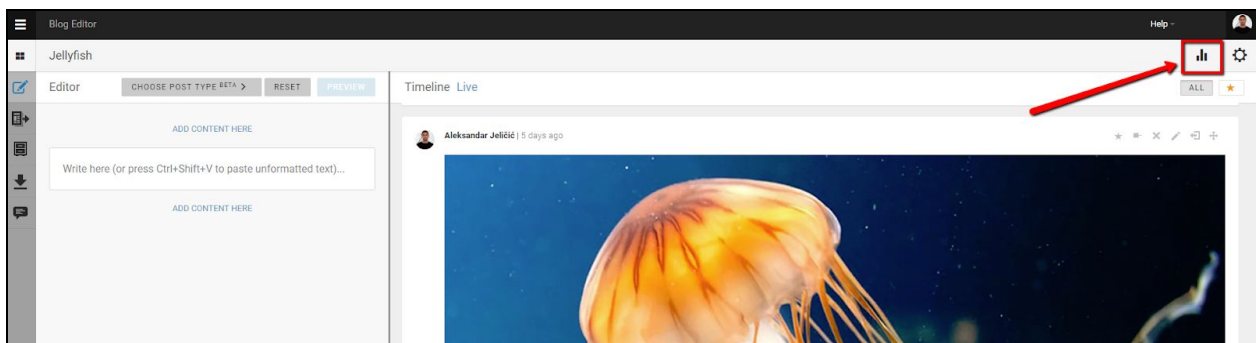 Blog Editor
Help
Jellyfish
Editor
CHOOSE POST TYPE BETA >
RESET
PREVIEW
Timeline Live
ALL
ADD CONTENT HERE
Write here (or press Ctrl+Shift+V to paste unformatted text)...
ADD CONTENT HERE
Aleksandar Jeličić | 5 days ago